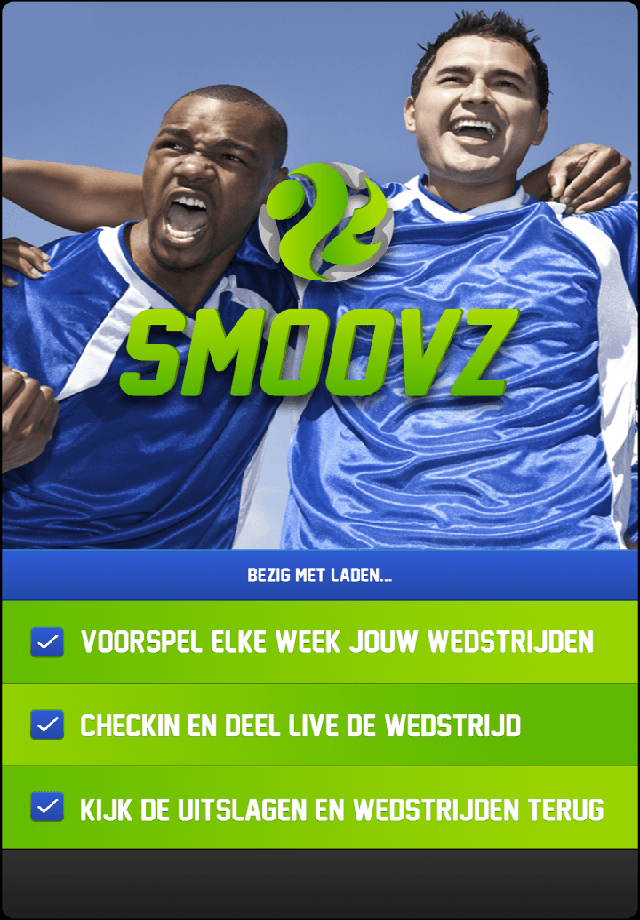 SMOOVZ
BEZIG MET LADEN...
VOORSPEL ELKE WEEK JOUW WEDSTRIJDEN
CHECKIN EN DEEL LIVE DE WEDSTRIJD
KIJK DE UITSLAGEN EN WEDSTRIJDEN TERUG